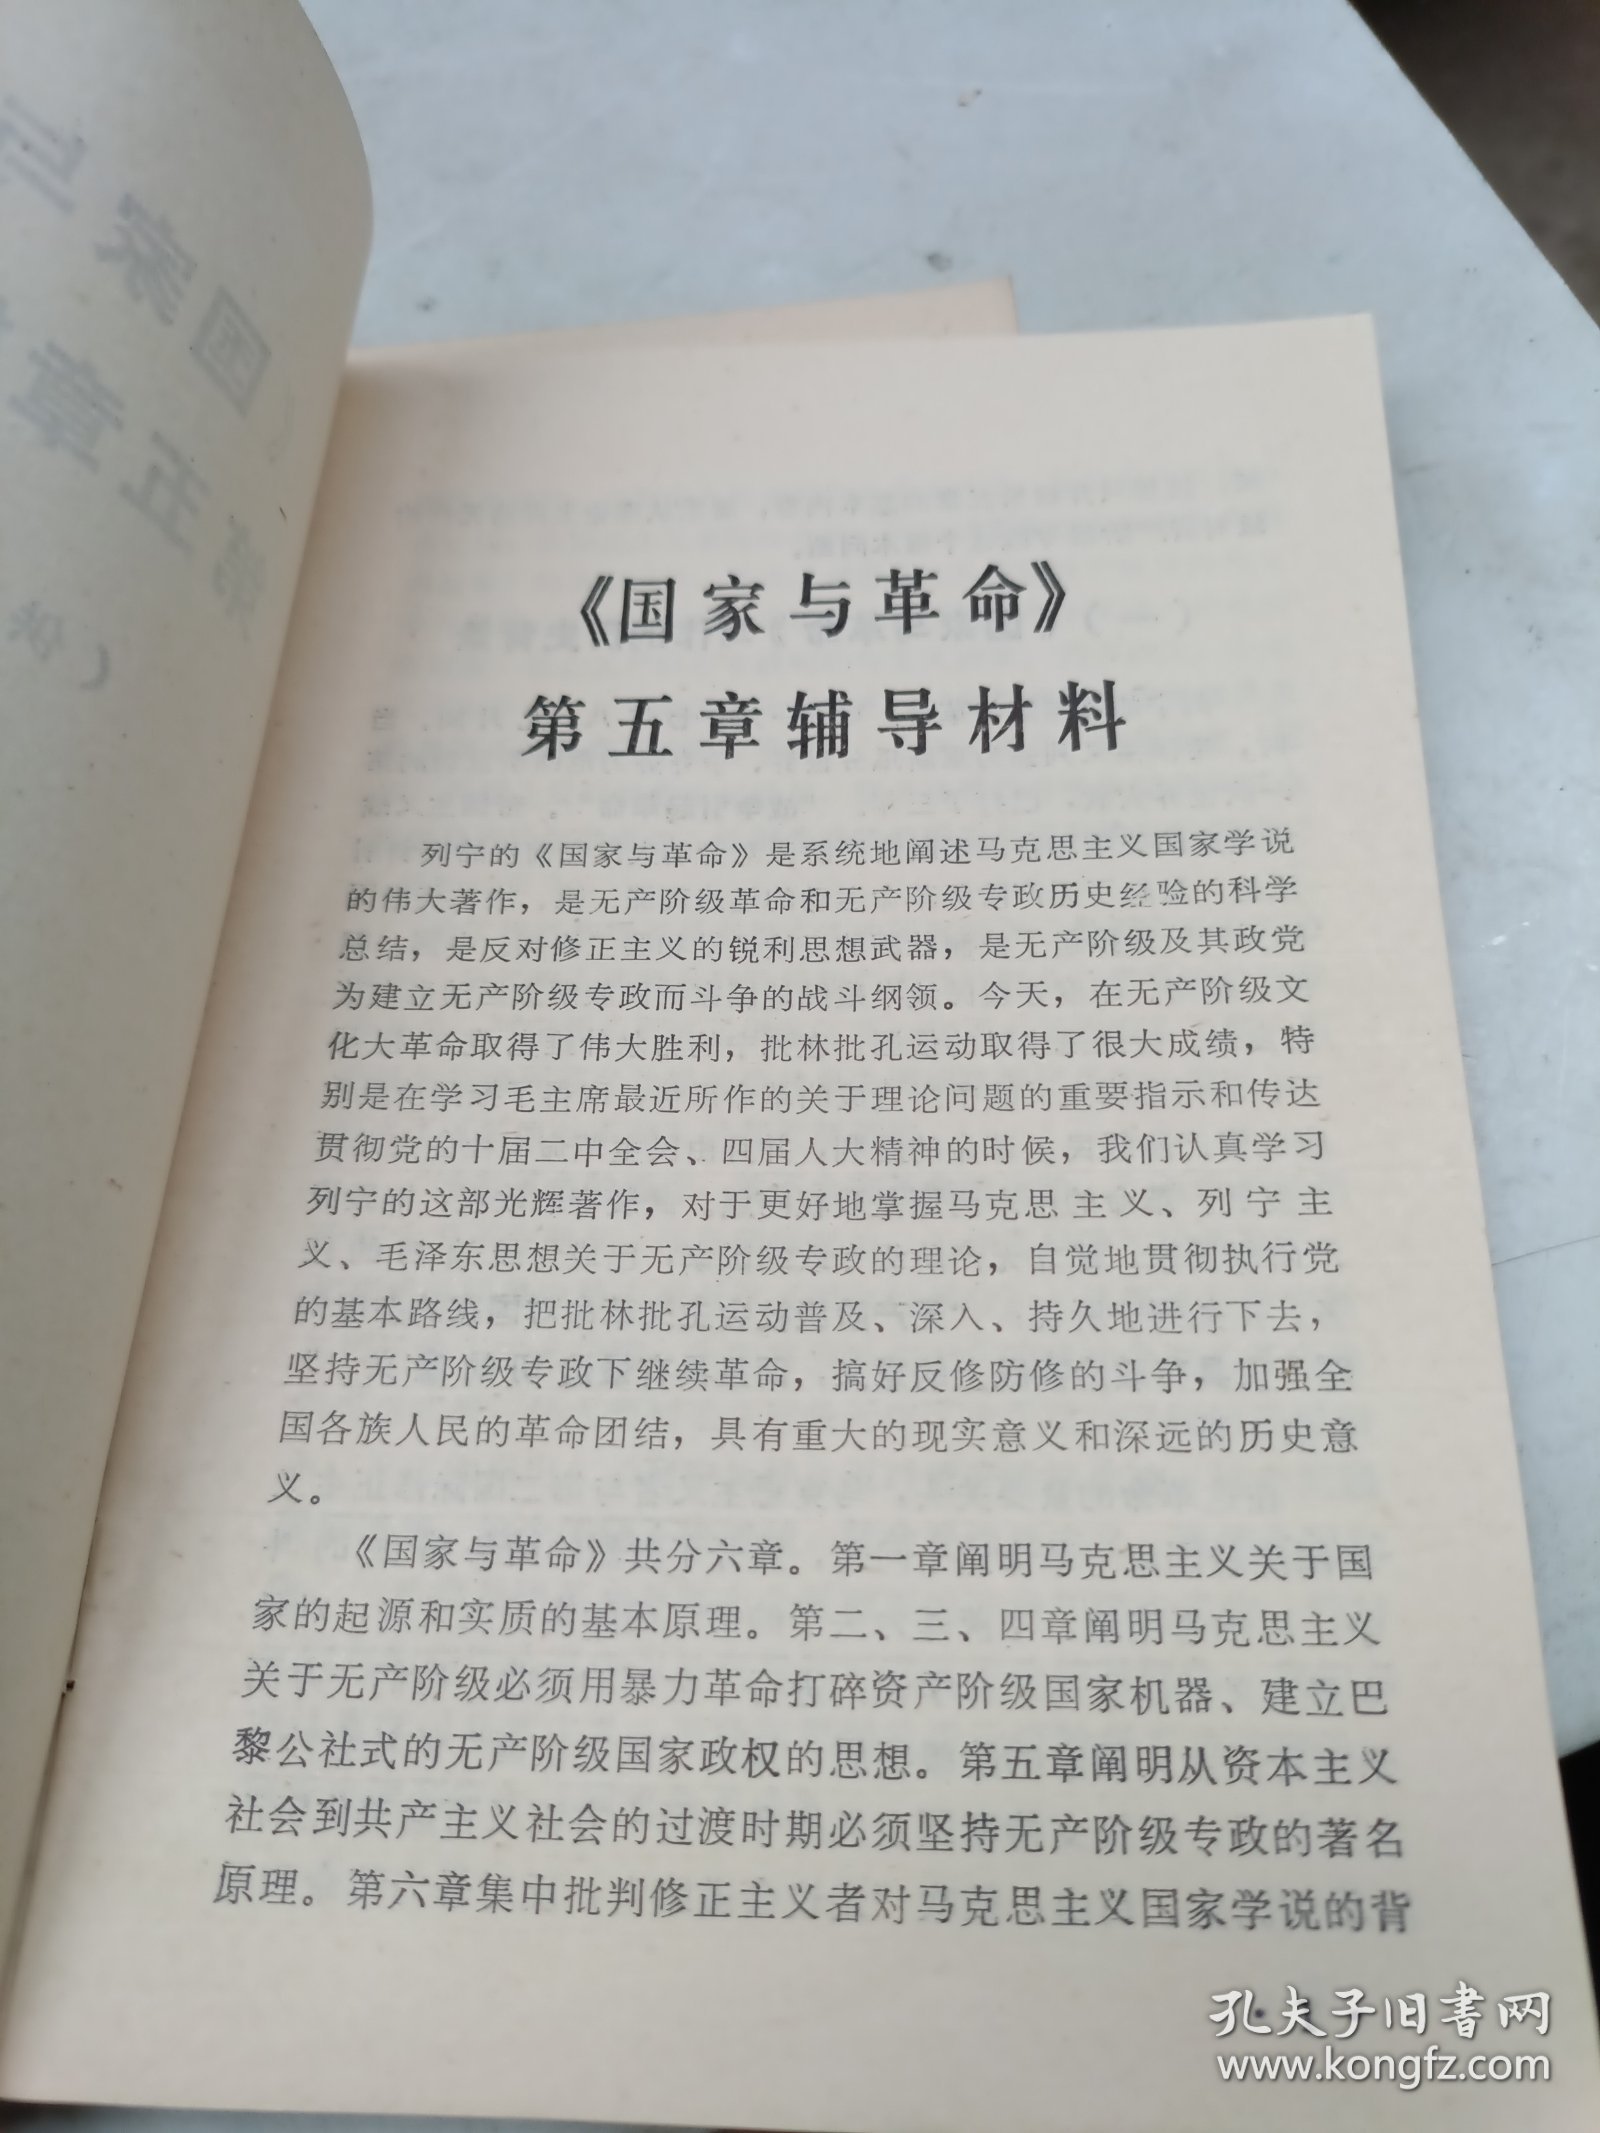 《国家与革命》
第五章辅导材料
列宁的《国家与革命》是系统地阐述马克思主义国家学说
的伟大著作，是无产阶级革命和无产阶级专政历史经验的科学
总结，是反对修正主义的锐利思想武器，是无产阶级及其政党
为建立无产阶级专政而斗争的战斗纲领。今天，在无产阶级文
化大革命取得了伟大胜利，批林批孔运动取得了很大成绩，特
别是在学习毛主席最近所作的关于理论问题的重要指示和传达
贯彻党的十届二中全会、四届人大精神的时候，我们认真学习
列宁的这部光辉著作，对于更好地掌握马克思主义、列宁主
义、毛泽东思想关于无产阶级专政的理论，自觉地贯彻执行党
的基本路线，把批林批孔运动普及、深入、持久地进行下去，
坚持无产阶级专政下继续革命，搞好反修防修的斗争，加强全
国各族人民的革命团结，具有重大的现实意义和深远的历史意
义。
《国家与革命》共分六章。第一章阐明马克思主义关于国
家的起源和实质的基本原理。第二、三、四章阐明马克思主义
关于无产阶级必须用暴力革命打碎资产阶级国家机器、建立巴
黎公社式的无产阶级国家政权的思想。第五章阐明从资本主义
社会到共产主义社会的过渡时期必须坚持无产阶级专政的著名
原理。第六章集中批判修正主义者对马克思主义国家学说的背
孔夫子旧书网
www.kongfz.com